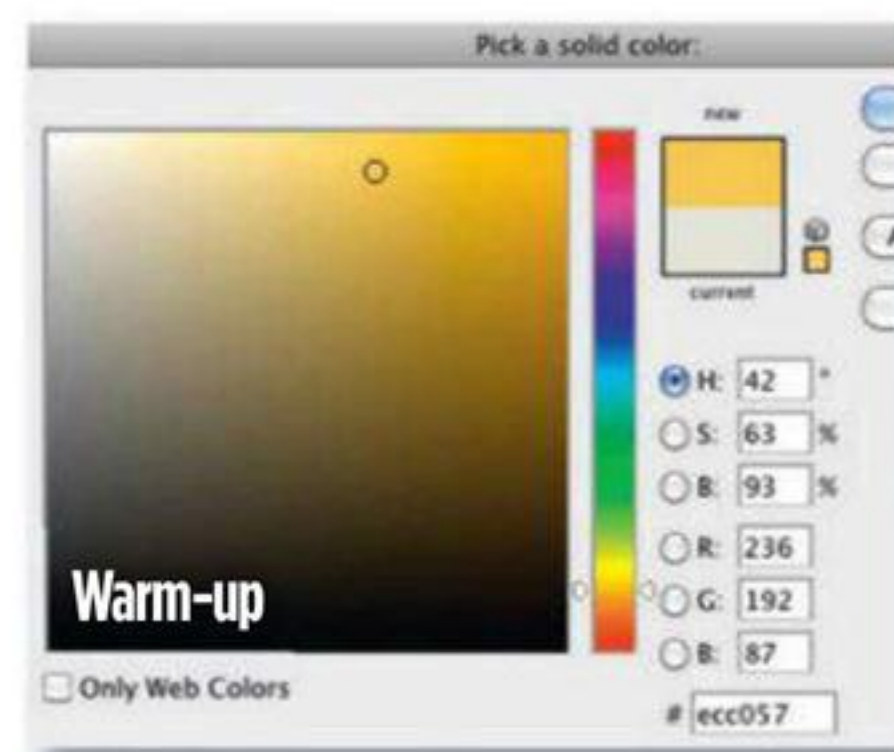 Pick a solid color:
new
current
H: 42 °
S: 63 %
B: 93 %
R: 236
G: 192
B: 87
# ecc057
Warm-up
Only Web Colors